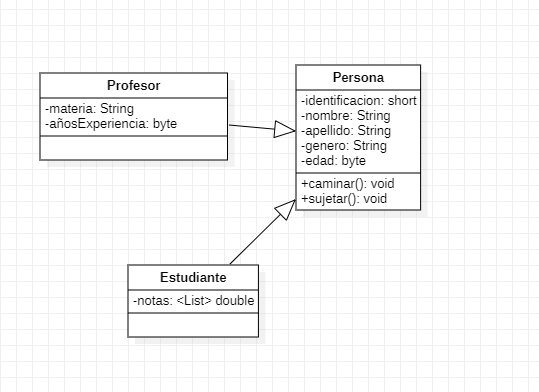 Profesor
-materia: String
-añosExperiencia: byte
Persona
-identificacion: short
-nombre: String
-apellido: String
-genero: String
-edad: byte
+caminar(): void
+sujetar(): void
Estudiante
-notas: <List> double